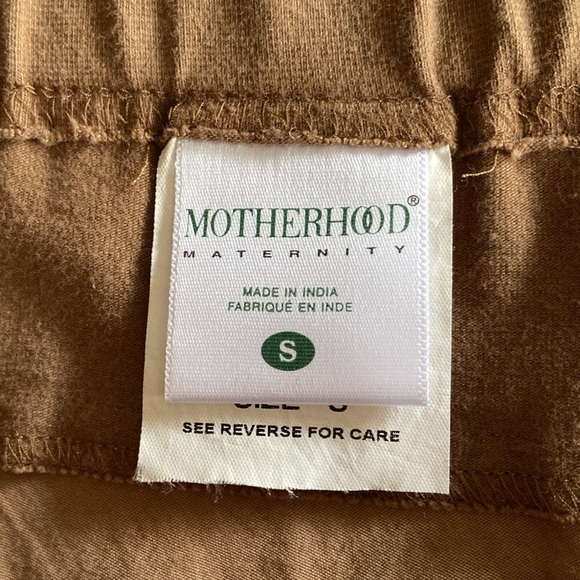 MOTHERHOOD®
MATERNITY
MADE IN INDIA
FABRIQUÉ EN INDE
S
SEE REVERSE FOR CARE